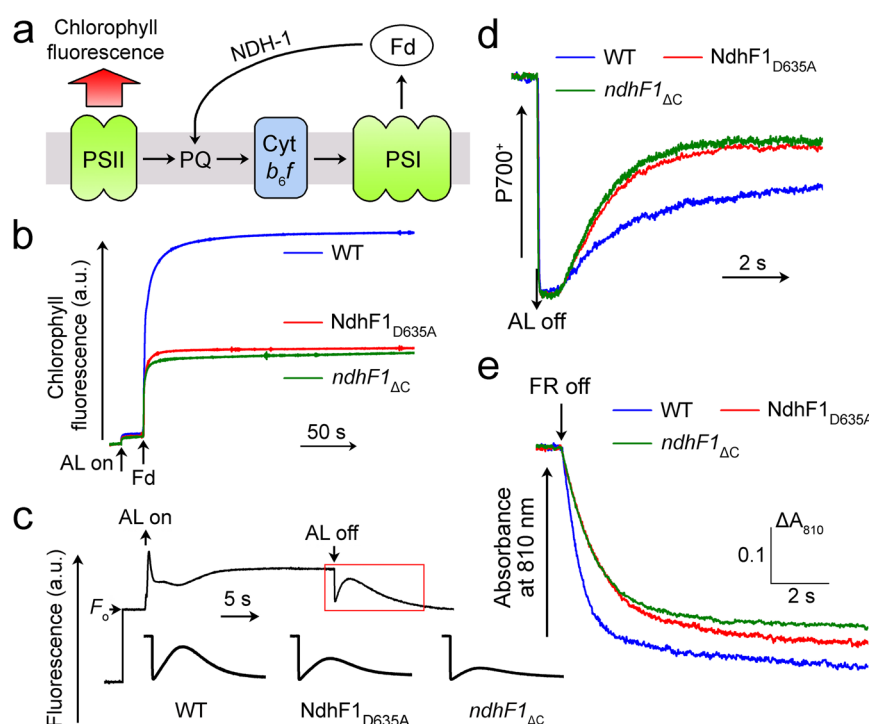 a
Chlorophyll
fluorescence
NDH-1
Fd
PSII
PQ
Cyt
b6f
PSI
b
Chlorophyll
fluorescence (a.u.)
WT
NdhF1D635A
ndhF1ΔC
AL on
Fd
50 s
c
Fluorescence (a.u.)
AL on
AL off
Fo
5 s
WT
NdhF1D635A
ndhF1ΔC
d
WT
NdhF1D635A
ndhF1ΔC
P700+
2 s
AL off
e
FR off
WT
NdhF1D635A
ndhF1ΔC
Absorbance
at 810 nm
ΔA810
0.1
2 s